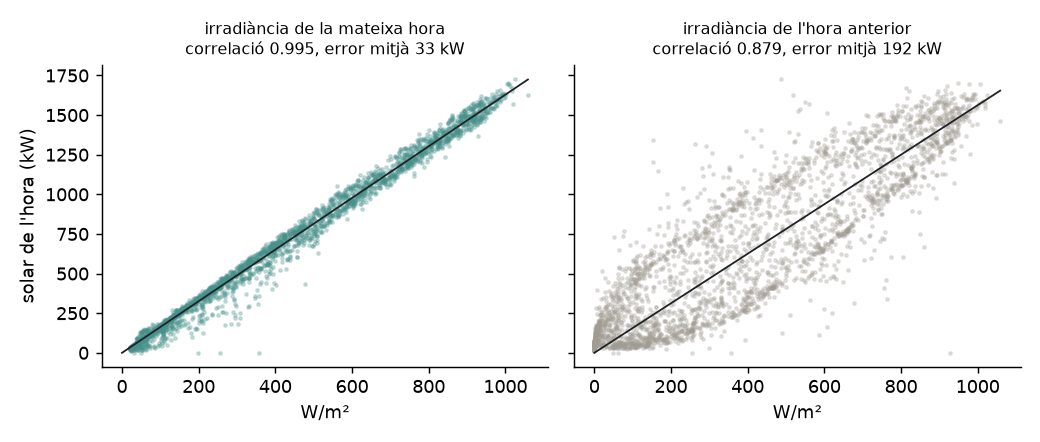 irradiància de la mateixa hora
correlació 0.995, error mitjà 33 kW
irradiància de l'hora anterior
correlació 0.879, error mitjà 192 kW
solar de l'hora (kW)
1750
1500
1250
1000
750
500
250
0
0 200 400 600 800 1000
W/m²
0 200 400 600 800 1000
W/m²